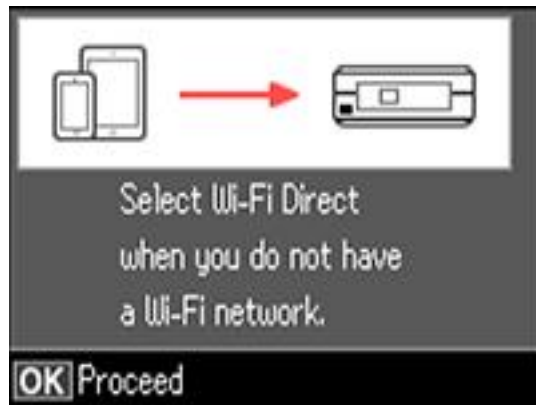 Select Wi-Fi Direct
when you do not have
a Wi-Fi network.
OK Proceed